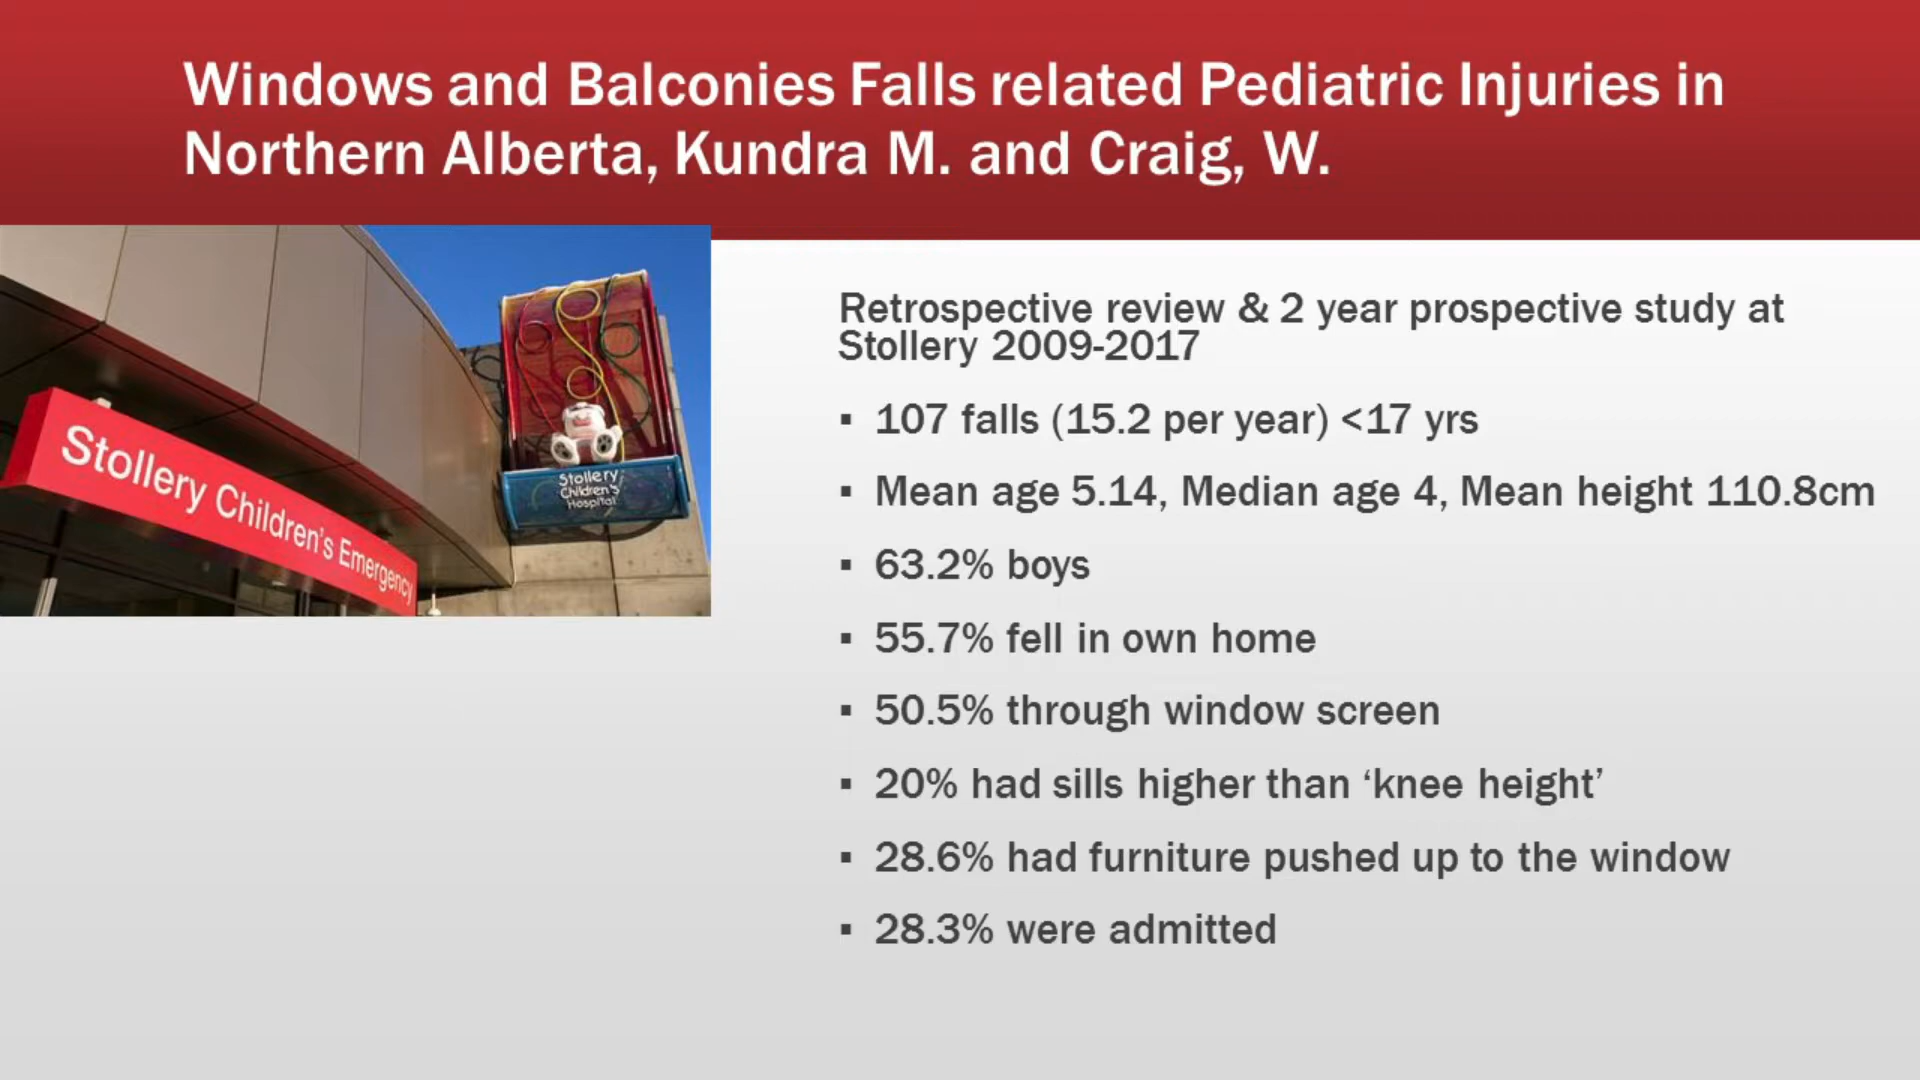 Windows and Balconies Falls related Pediatric Injuries in
Northern Alberta, Kundra M. and Craig, W.
Stollery Children's Emergency
Stollery
Children's
Hospital
Retrospective review & 2 year prospective study at
Stollery 2009-2017
▪ 107 falls (15.2 per year) <17 yrs
▪ Mean age 5.14, Median age 4, Mean height 110.8cm
▪ 63.2% boys
▪ 55.7% fell in own home
▪ 50.5% through window screen
▪ 20% had sills higher than ‘knee height’
▪ 28.6% had furniture pushed up to the window
▪ 28.3% were admitted